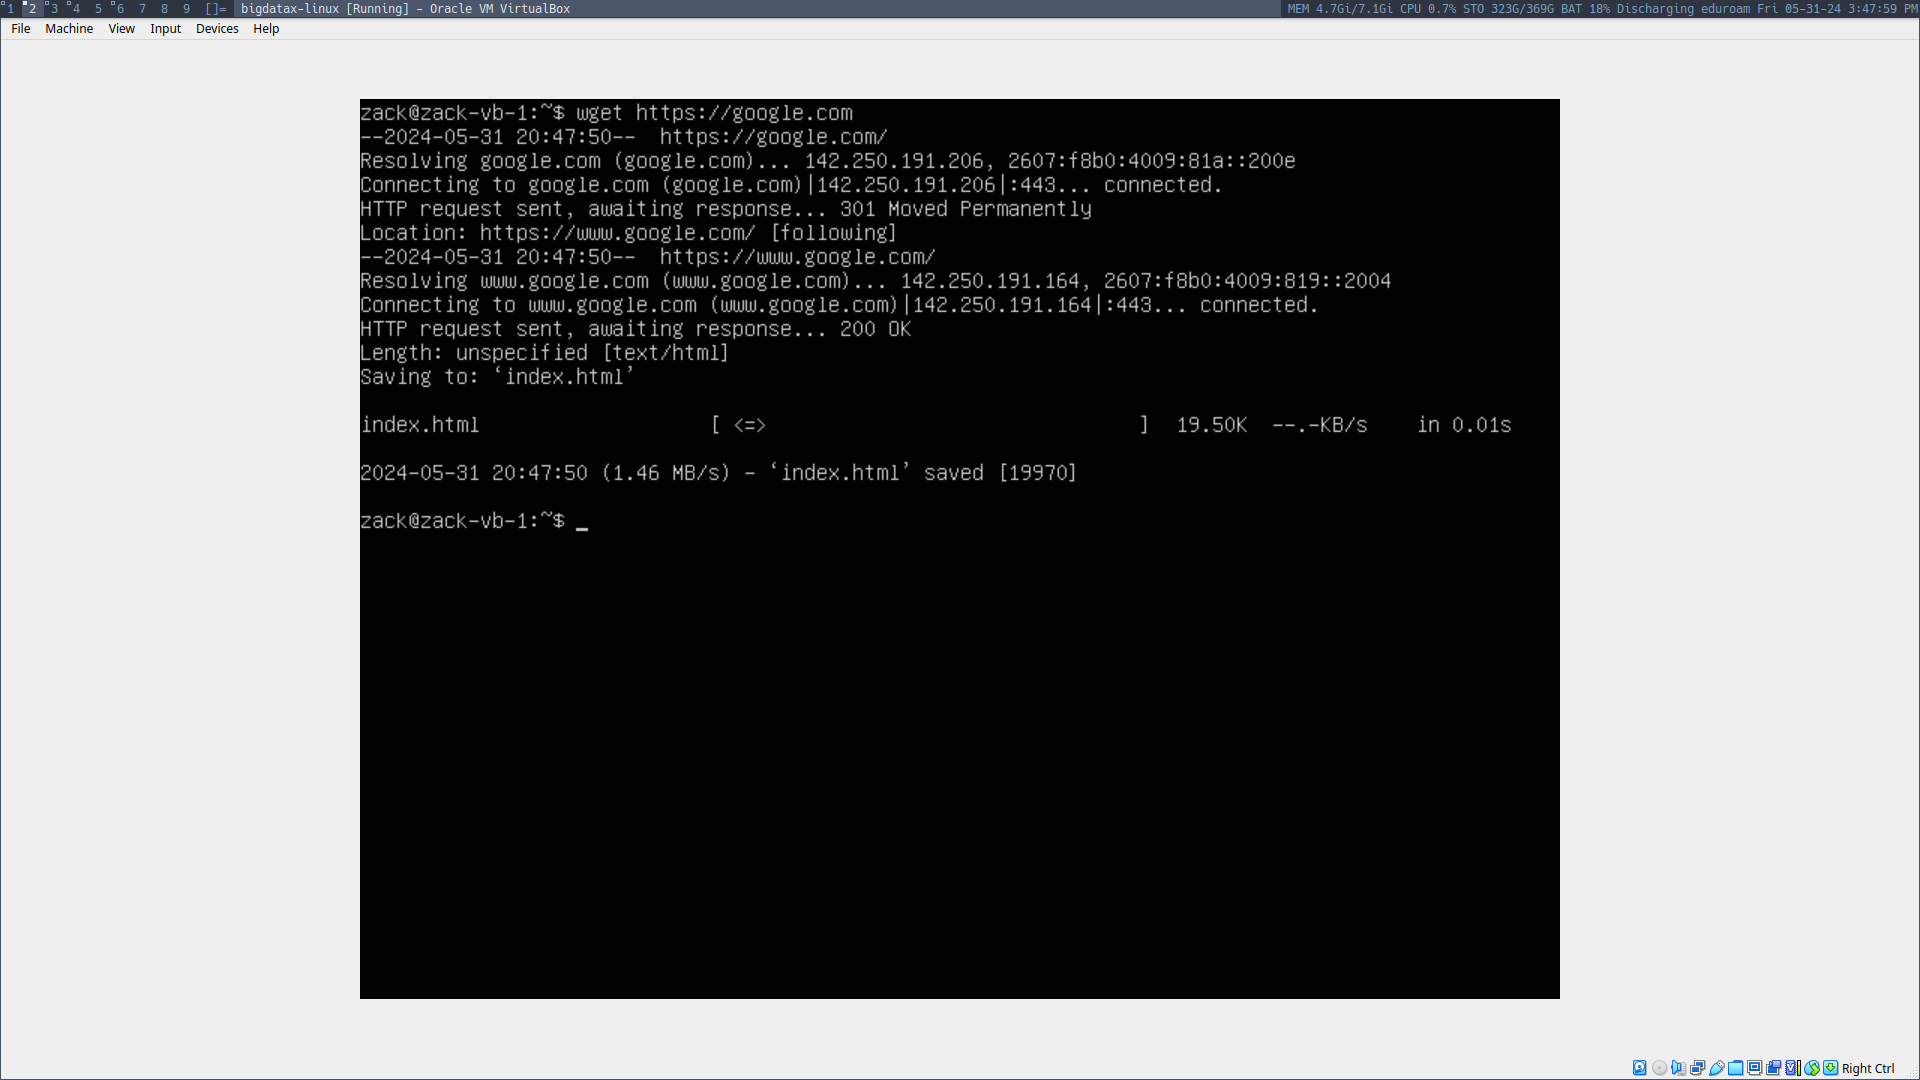 1 2 3 4 5 6 7 8 9 []= bigdatax-linux [Running] - Oracle VM VirtualBox MEM 4.7Gi/7.1Gi CPU 0.7% STO 323G/369G BAT 18% Discharging eduroam Fri 05-31-24 3:47:59 PM
File Machine View Input Devices Help
zack@zack-vb-1:~$ wget https://google.com
--2024-05-31 20:47:50--  https://google.com/
Resolving google.com (google.com)... 142.250.191.206, 2607:f8b0:4009:81a::200e
Connecting to google.com (google.com)|142.250.191.206|:443... connected.
HTTP request sent, awaiting response... 301 Moved Permanently
Location: https://www.google.com/ [following]
--2024-05-31 20:47:50--  https://www.google.com/
Resolving www.google.com (www.google.com)... 142.250.191.164, 2607:f8b0:4009:819::2004
Connecting to www.google.com (www.google.com)|142.250.191.164|:443... connected.
HTTP request sent, awaiting response... 200 OK
Length: unspecified [text/html]
Saving to: ‘index.html’
index.html [ <=> ] 19.50K --.-KB/s in 0.01s
2024-05-31 20:47:50 (1.46 MB/s) - ‘index.html’ saved [19970]
zack@zack-vb-1:~$ _
Right Ctrl